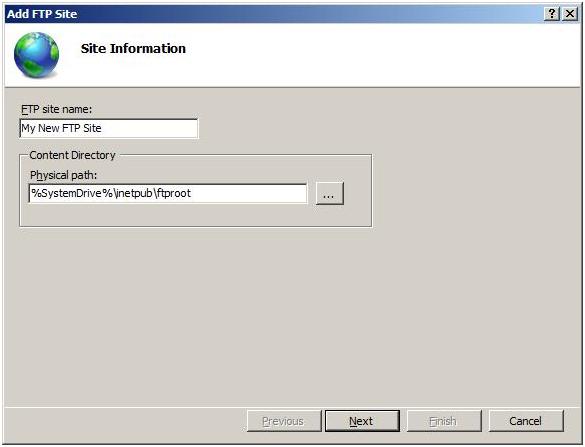 Add FTP Site
Site Information
FTP site name:
My New FTP Site
Content Directory
Physical path:
%SystemDrive%\inetpub\ftproot
...
Previous Next Finish Cancel